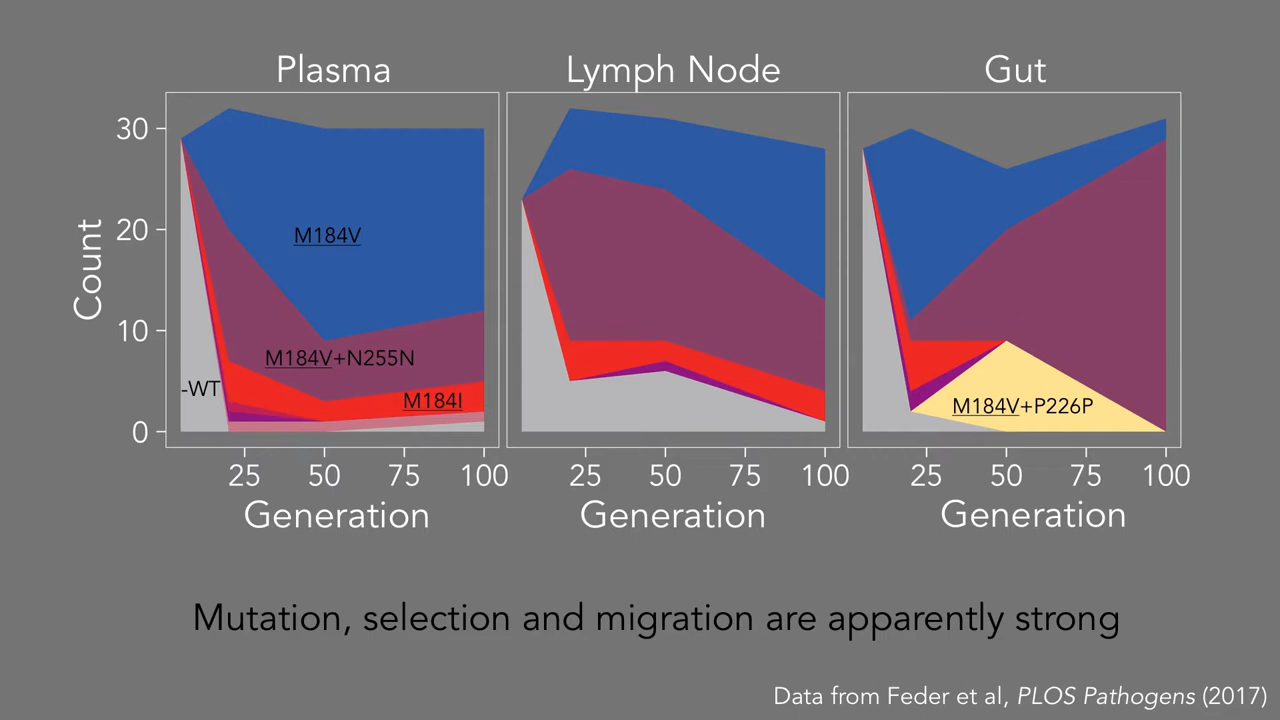 Plasma
Lymph Node
Gut
Count
30
20
10
0
M184V
M184V+N255N
-WT
M184I
M184V+P226P
25 50 75 100
25 50 75 100
25 50 75 100
Generation
Generation
Generation
Mutation, selection and migration are apparently strong
Data from Feder et al, PLOS Pathogens (2017)